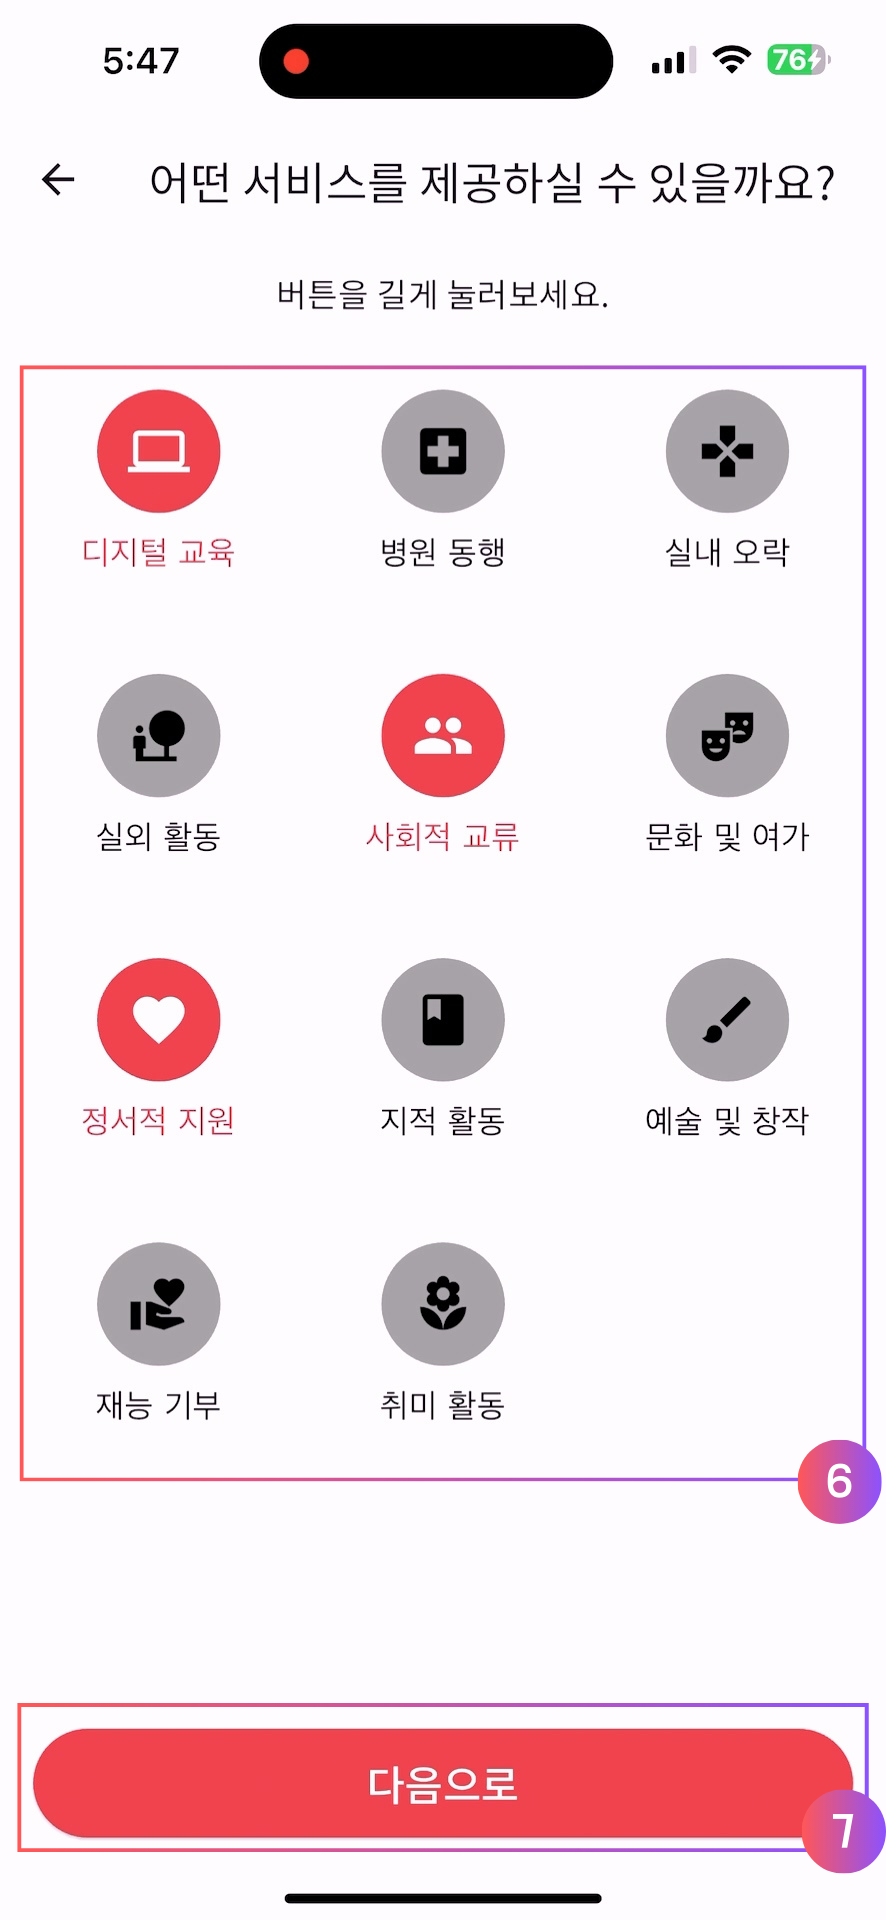 5:47
76
어떤 서비스를 제공하실 수 있을까요?
버튼을 길게 눌러보세요.
디지털 교육
병원 동행
실내 오락
실외 활동
사회적 교류
문화 및 여가
정서적 지원
지적 활동
예술 및 창작
재능 기부
취미 활동
6
다음으로
7